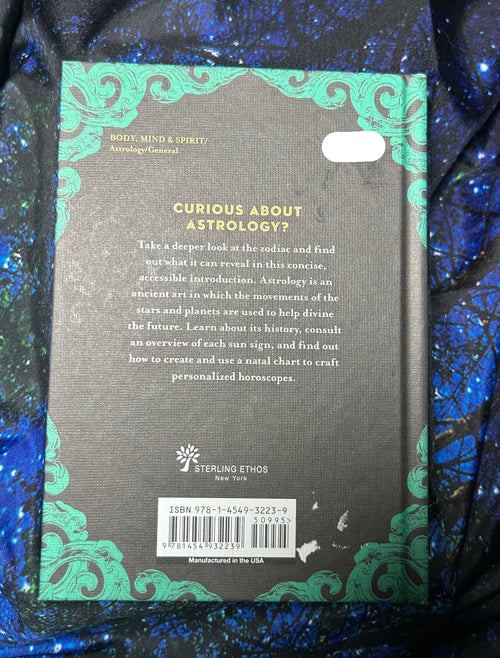 BODY, MIND & SPIRIT/
Astrology/General
CURIOUS ABOUT
ASTROLOGY?
Take a deeper look at the zodiac and find
out what it can reveal in this concise,
accessible introduction. Astrology is an
ancient art in which the movements of the
stars and planets are used to help divine
the future. Learn about its history, consult
an overview of each sun sign, and find out
how to create and use a natal chart to craft
personalized horoscopes.
STERLING ETHOS
New York
ISBN 978-1-4549-3223-9
50995>
9 781454 932239
Manufactured in the USA